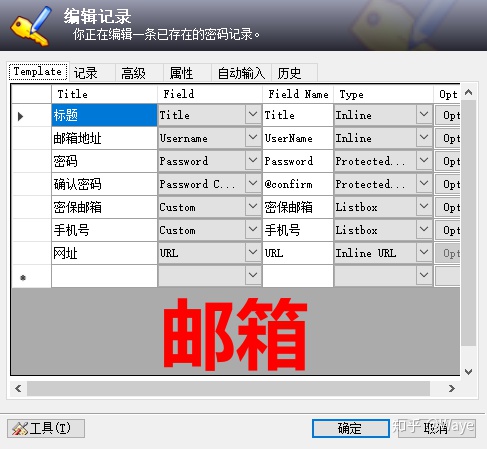 编辑记录
你正在编辑一条已存在的密码记录。
Template 记录 高级 属性 自动输入 历史
Title Field Field Name Type Opt
标题 Title Title Inline Opt
邮箱地址 Username UserName Inline Opt
密码 Password Password Protected... Opt
确认密码 Password C... @confirm Protected... Opt
密保邮箱 Custom 密保邮箱 Listbox Opt
手机号 Custom 手机号 Listbox Opt
网址 URL URL Inline URL Opt
*
邮箱
工具(T) 确定 取消
知乎 @Waye